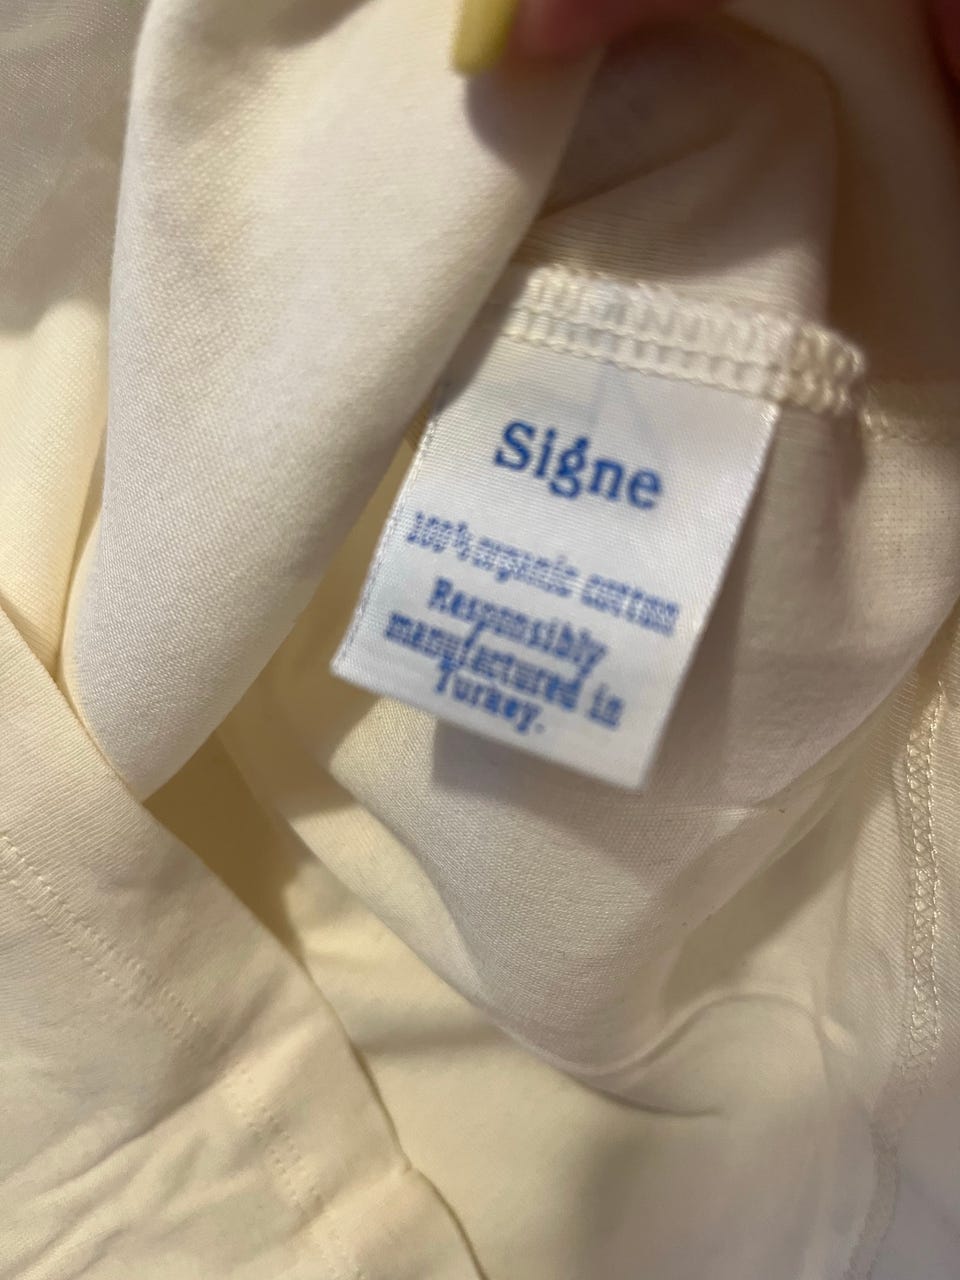 Signe
100% organic cotton
Responsibly
manufactured in
Turkey.